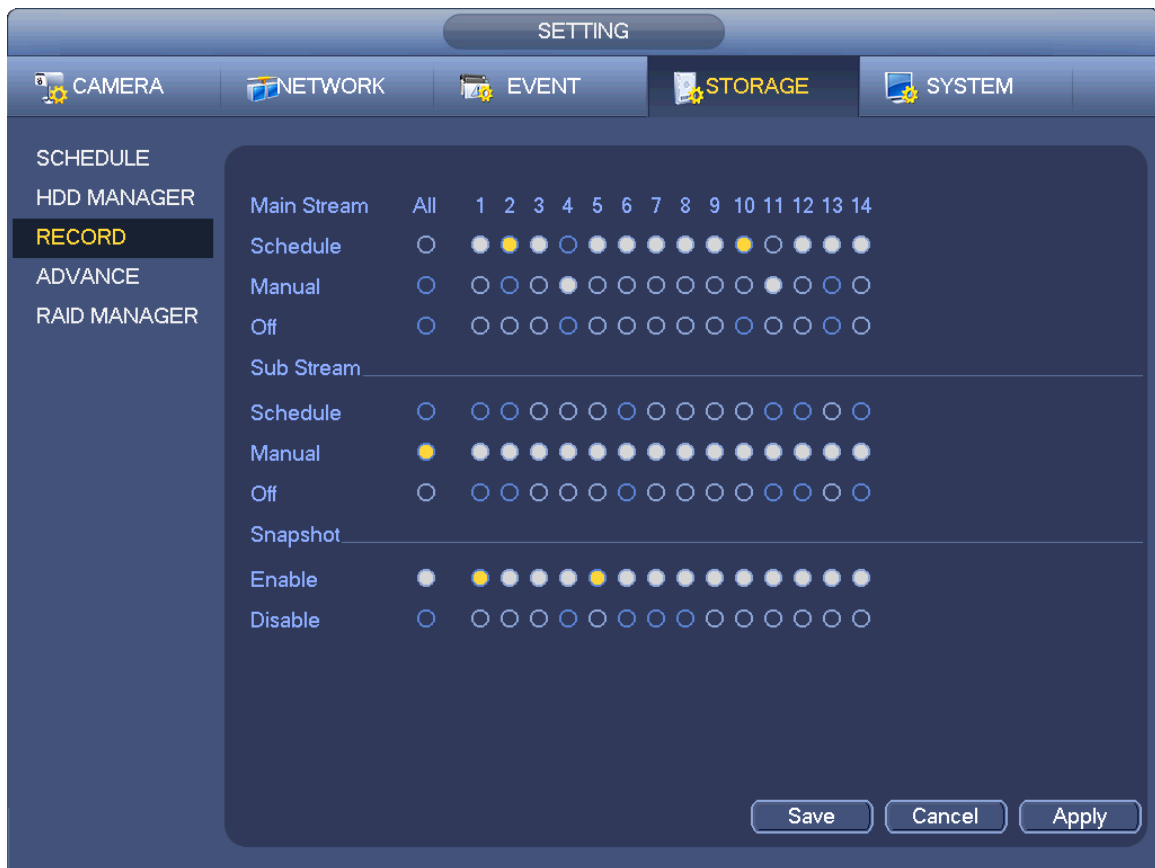 SETTING
CAMERA NETWORK EVENT STORAGE SYSTEM
SCHEDULE
HDD MANAGER
RECORD
ADVANCE
RAID MANAGER
Main Stream All 1 2 3 4 5 6 7 8 9 10 11 12 13 14
Schedule
Manual
Off
Sub Stream
Schedule
Manual
Off
Snapshot
Enable
Disable
Save Cancel Apply